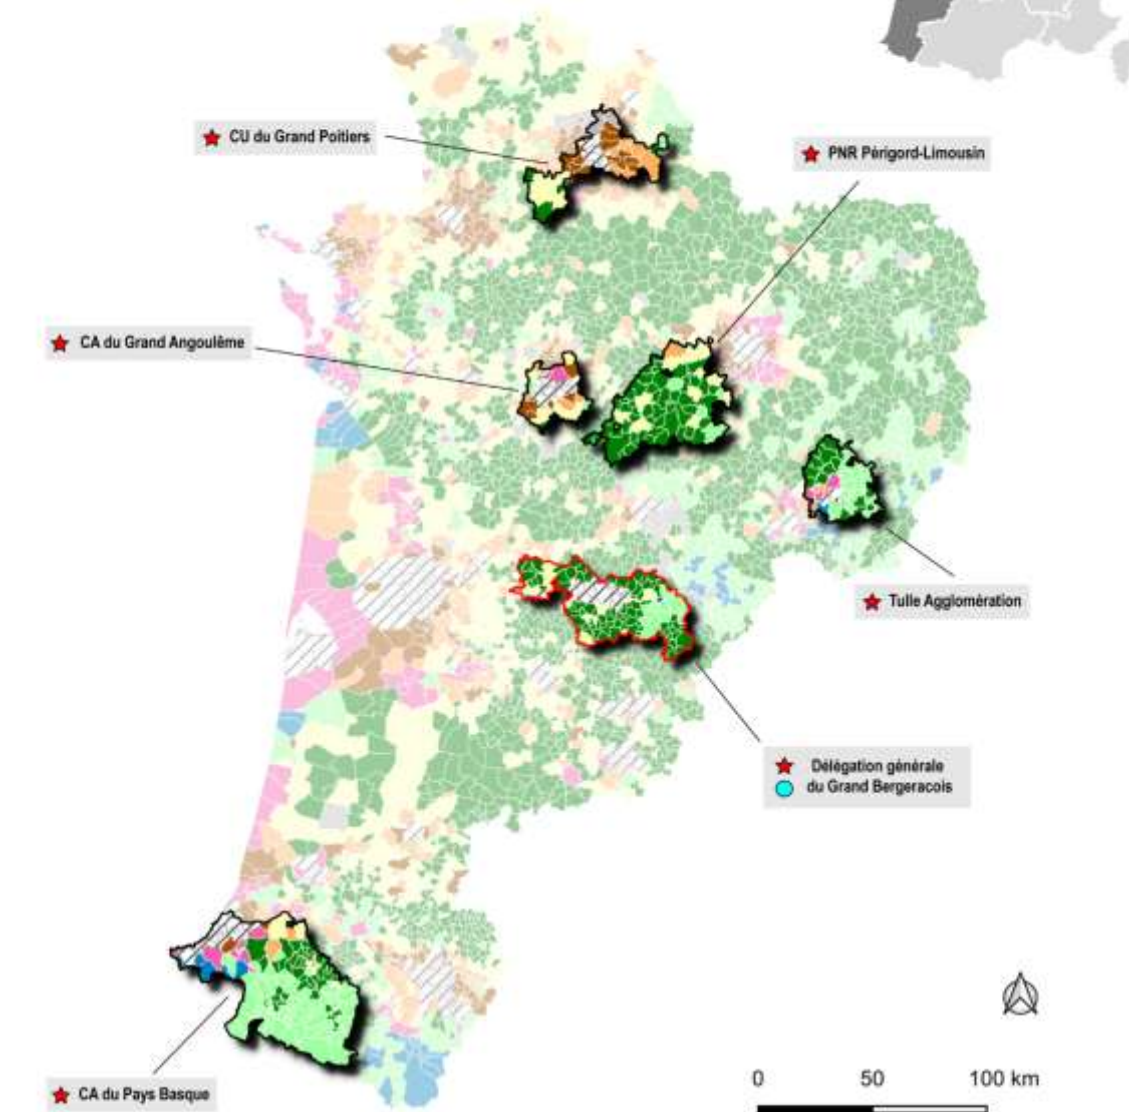 CU du Grand Poitiers
PNR Périgord-Limousin
CA du Grand Angoulême
Tulle Agglomération
Délégation générale
du Grand Bergeracois
CA du Pays Basque
0 50 100 km